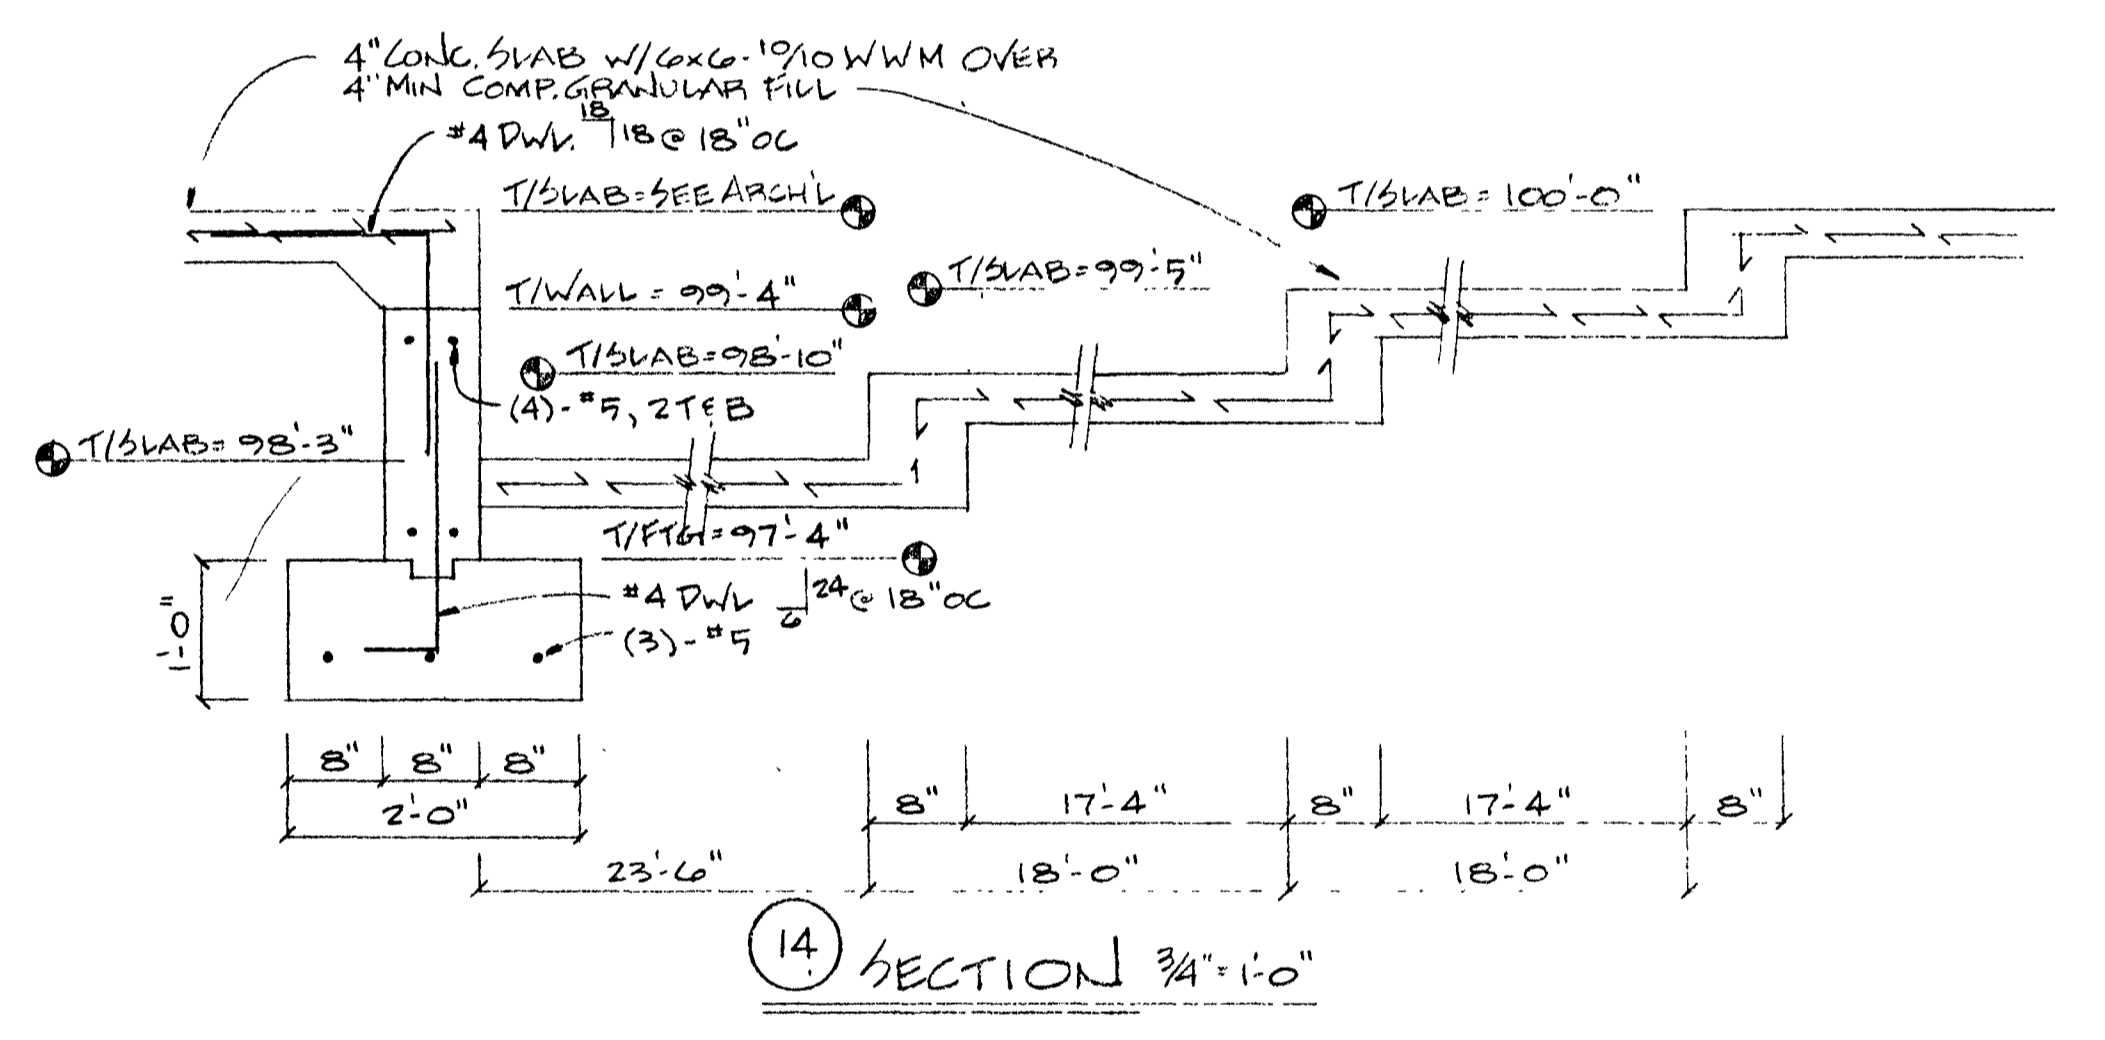 4" CONC. SLAB W/ 6x6-10/10 WWM OVER
4" MIN COMP. GRANULAR FILL
#4 DWL. 18 18 @ 18" OC
T/SLAB = SEE ARCH'L
T/SLAB = 100'-0"
T/SLAB = 99'-5"
T/WALL = 99'-4"
T/SLAB = 98'-10"
(4)-#5, 2 T&B
T/SLAB = 98'-3"
T/FTG = 97'-4"
#4 DWL 6 24 @ 18" OC
(3)-#5
1'-0"
8" 8" 8"
2'-0"
8" 17'-4" 8" 17'-4" 8"
23'-6" 18'-0" 18'-0"
14 SECTION 3/4" = 1'-0"